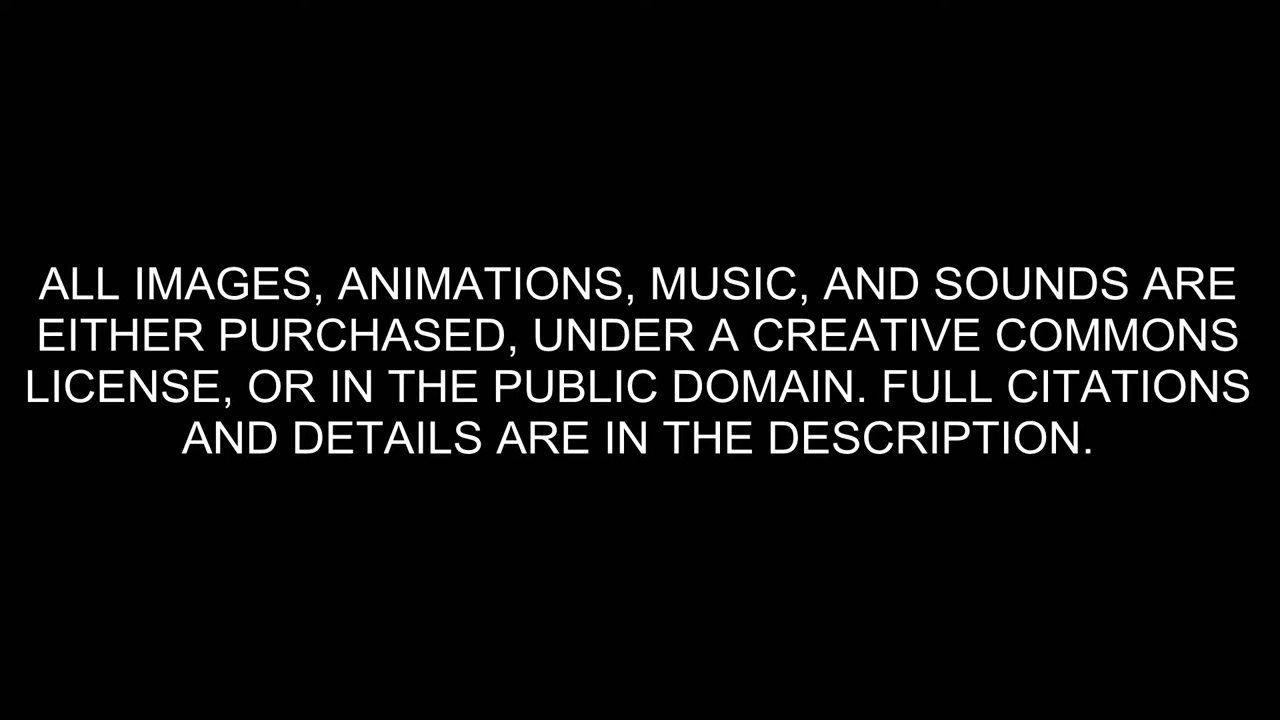 ALL IMAGES, ANIMATIONS, MUSIC, AND SOUNDS ARE
EITHER PURCHASED, UNDER A CREATIVE COMMONS
LICENSE, OR IN THE PUBLIC DOMAIN. FULL CITATIONS
AND DETAILS ARE IN THE DESCRIPTION.